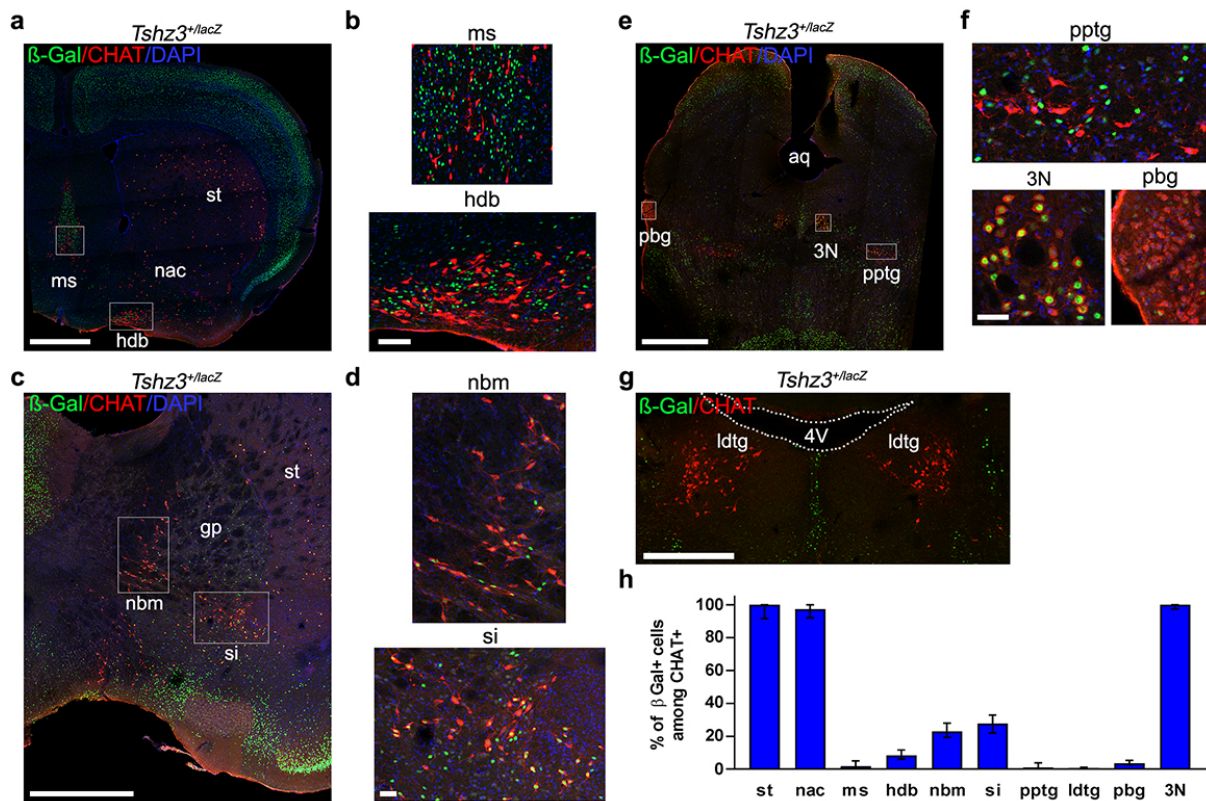 a
Tshz3+/lacZ
ß-Gal/CHAT/DAPI
st
ms
nac
hdb
b
ms
hdb
c
Tshz3+/lacZ
ß-Gal/CHAT/DAPI
st
gp
nbm
si
d
nbm
si
e
Tshz3+/lacZ
ß-Gal/CHAT/DAPI
aq
pbg
3N
pptg
f
pptg
3N
pbg
g
Tshz3+/lacZ
ß-Gal/CHAT
4V
ldtg
ldtg
h
% of β Gal+ cells
among CHAT+
100
80
60
40
20
0
st nac ms hdb nbm si pptg ldtg pbg 3N